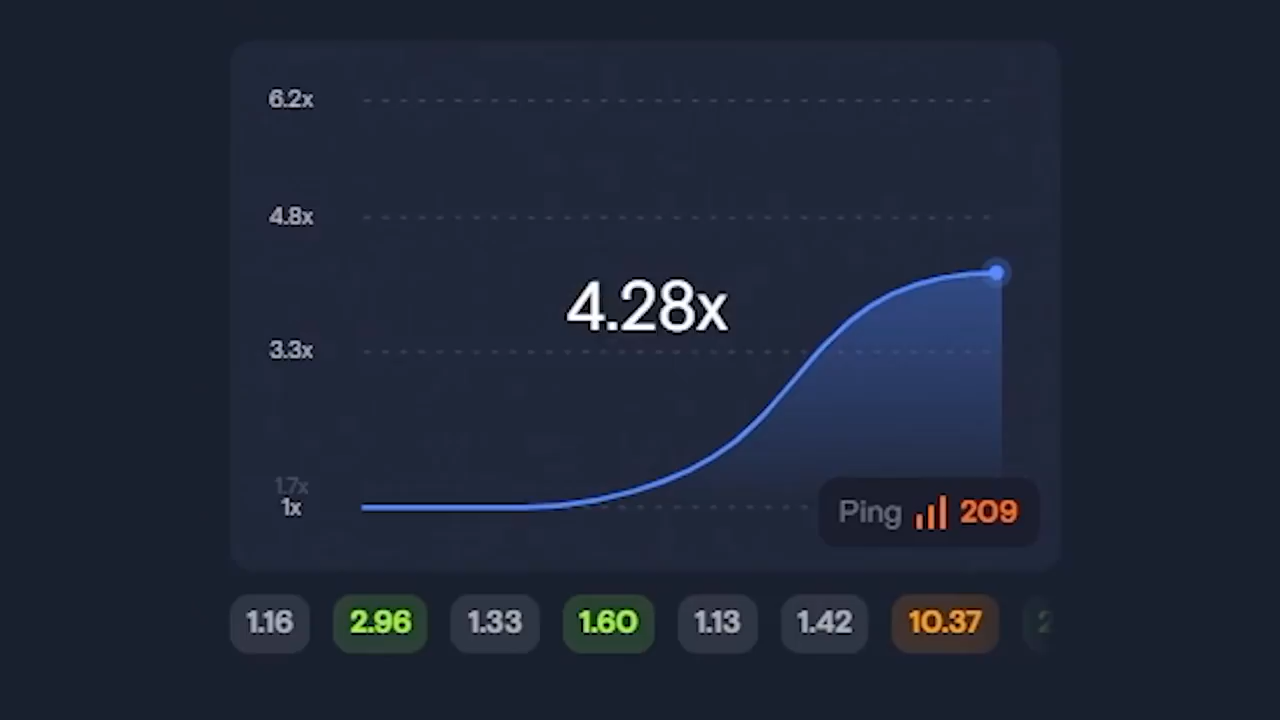 6.2x
4.8x
4.28x
3.3x
1.7x
1x
Ping 209
1.16 2.96 1.33 1.60 1.13 1.42 10.37